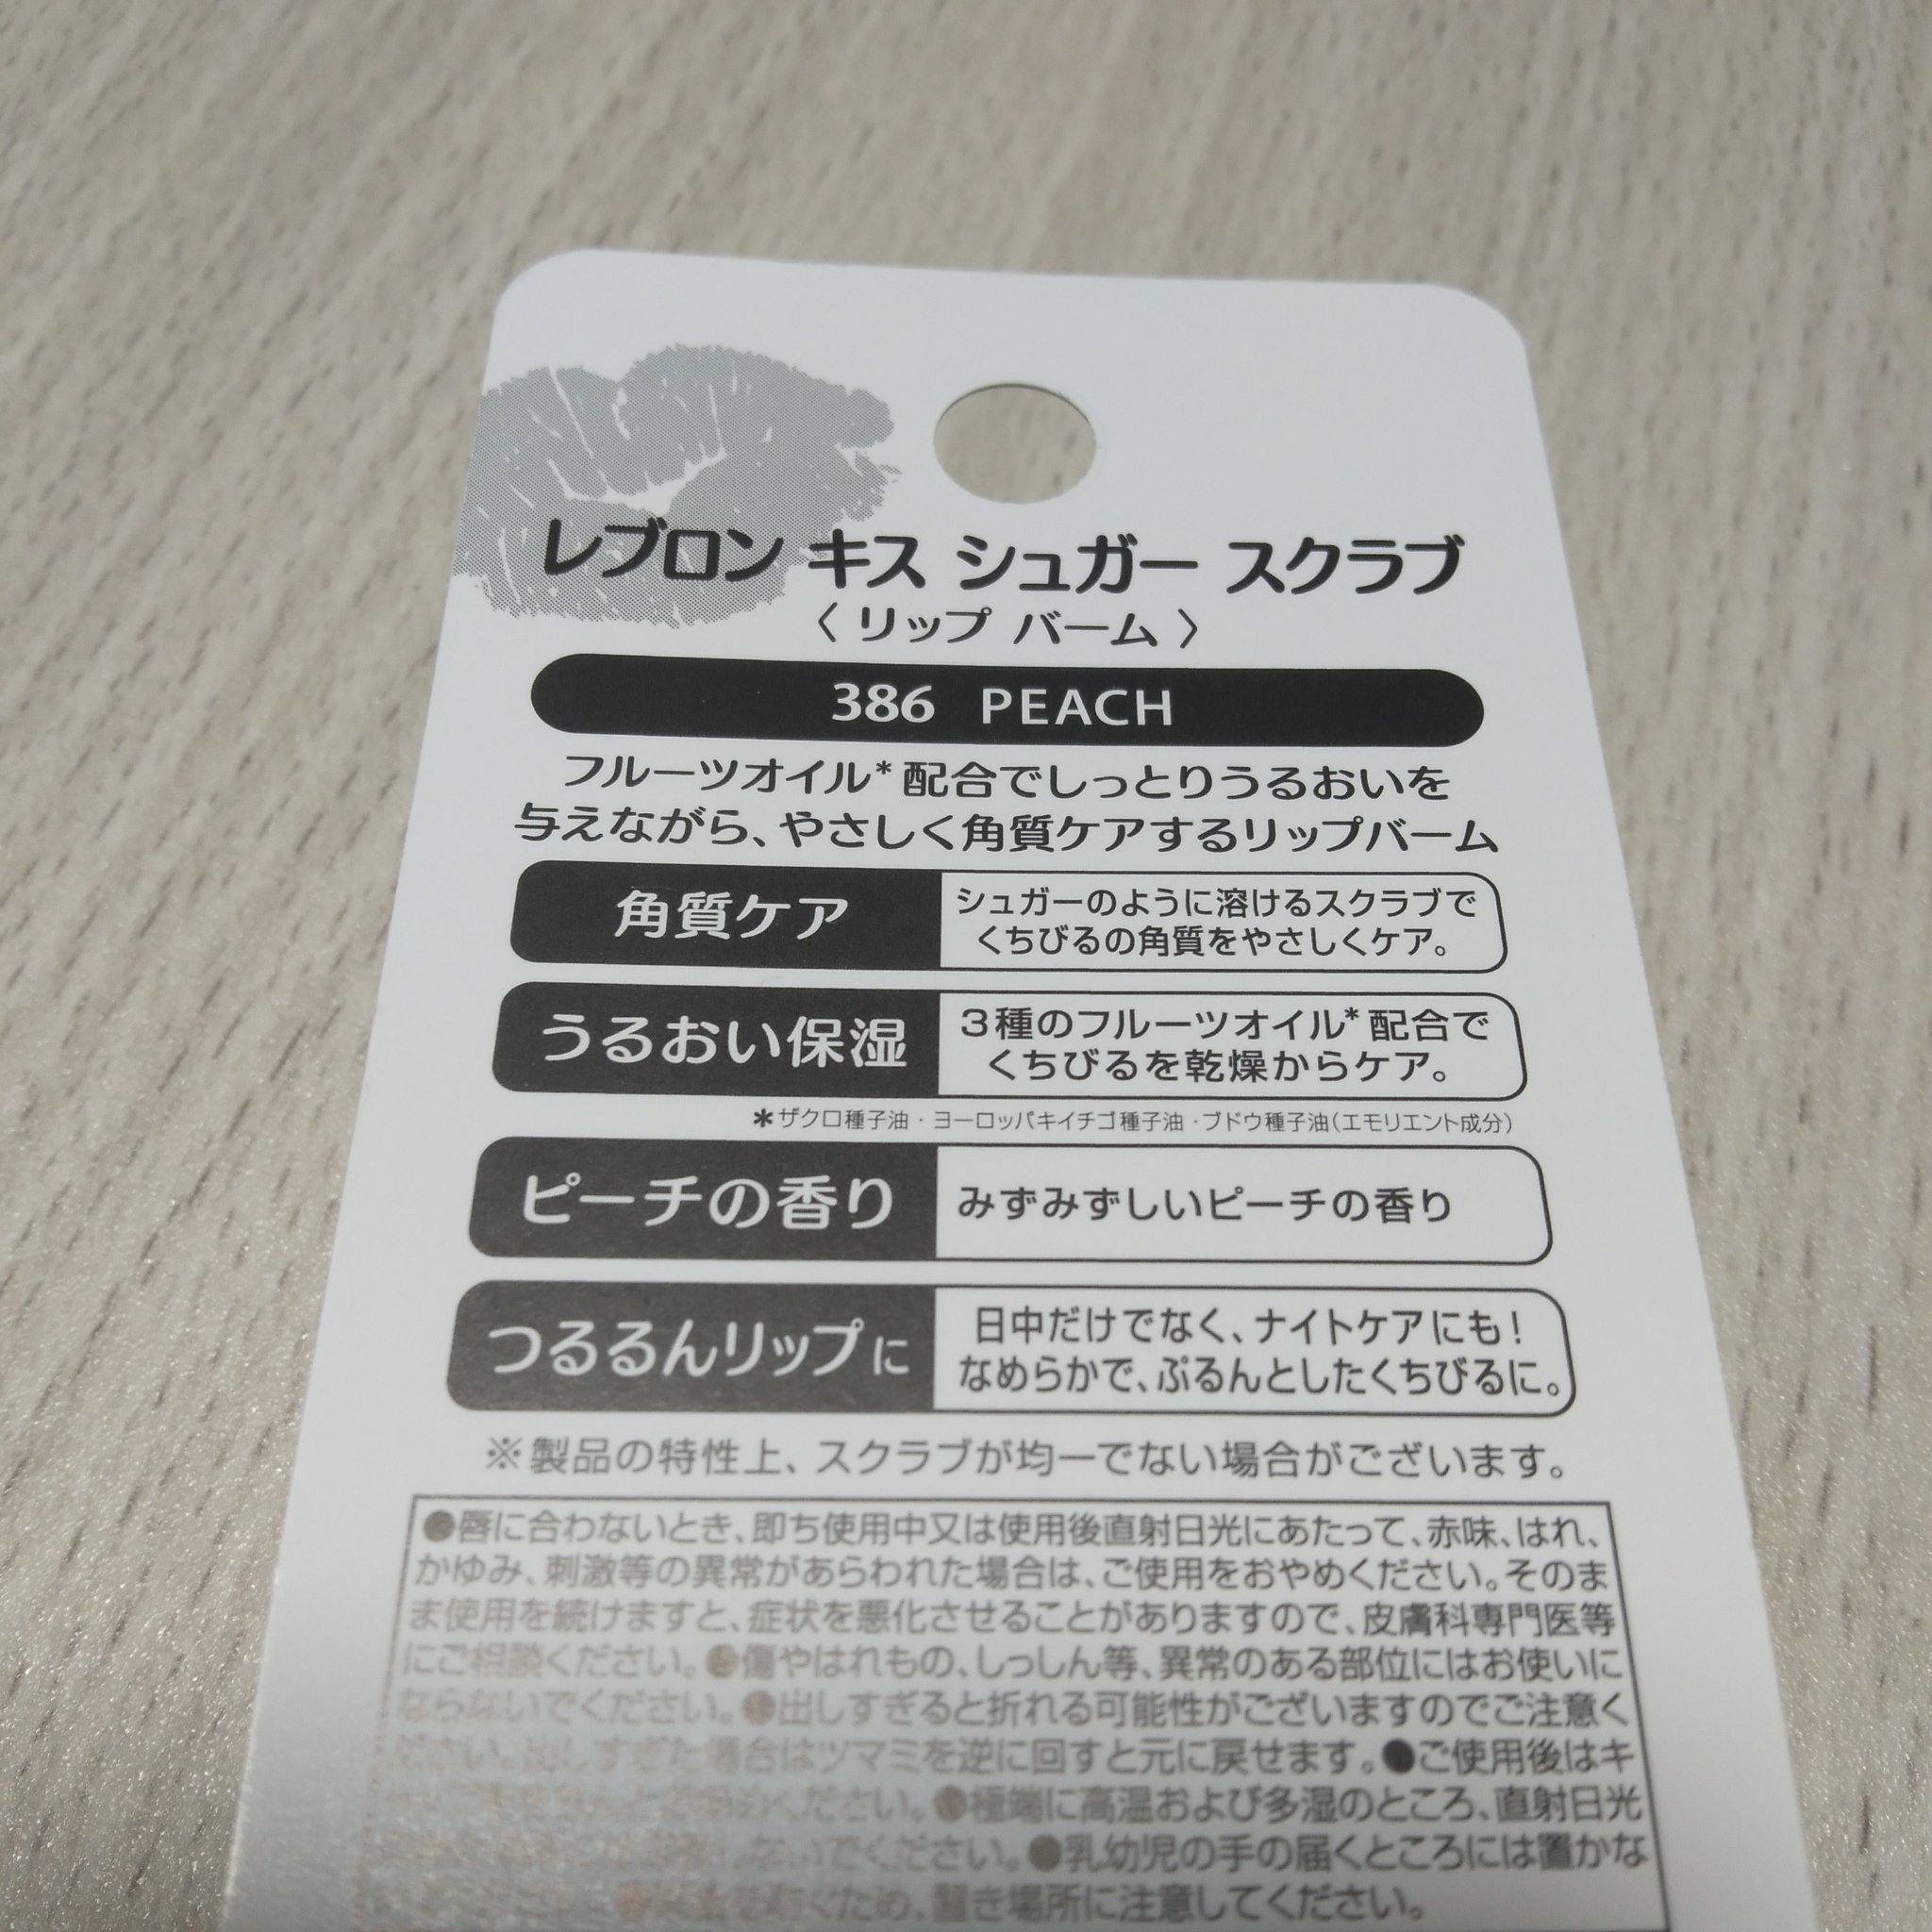 レブロン キス シュガー スクラブ
〈 リップ バーム 〉
386 PEACH
フルーツオイル*配合でしっとりうるおいを
与えながら、やさしく角質ケアするリップバーム
角質ケア
シュガーのように溶けるスクラブで
くちびるの角質をやさしくケア。
うるおい保湿
3種のフルーツオイル*配合で
くちびるを乾燥からケア。
*ザクロ種子油・ヨーロッパキイチゴ種子油・ブドウ種子油(エモリエント成分)
ピーチの香り
みずみずしいピーチの香り
つるるんリップに
日中だけでなく、ナイトケアにも!
なめらかで、ぷるんとしたくちびるに。
※製品の特性上、スクラブが均一でない場合がございます。
●唇に合わないとき、即ち使用中又は使用後直射日光にあたって、赤味、はれ、
かゆみ、刺激等の異常があらわれた場合は、ご使用をおやめください。そのま
ま使用を続けますと、症状を悪化させることがありますので、皮膚科専門医等
にご相談ください。●傷やはれもの、しっしん等、異常のある部位にはお使いに
ならないでください。●出しすぎると折れる可能性がございますのでご注意く
ださい。出しすぎた場合はツマミを逆に回すと元に戻せます。●ご使用後はキ
ください。●極端に高温および多湿のところ、直射日光
ないでください。●乳幼児の手の届くところには置かな
ため、置き場所に注意してください。